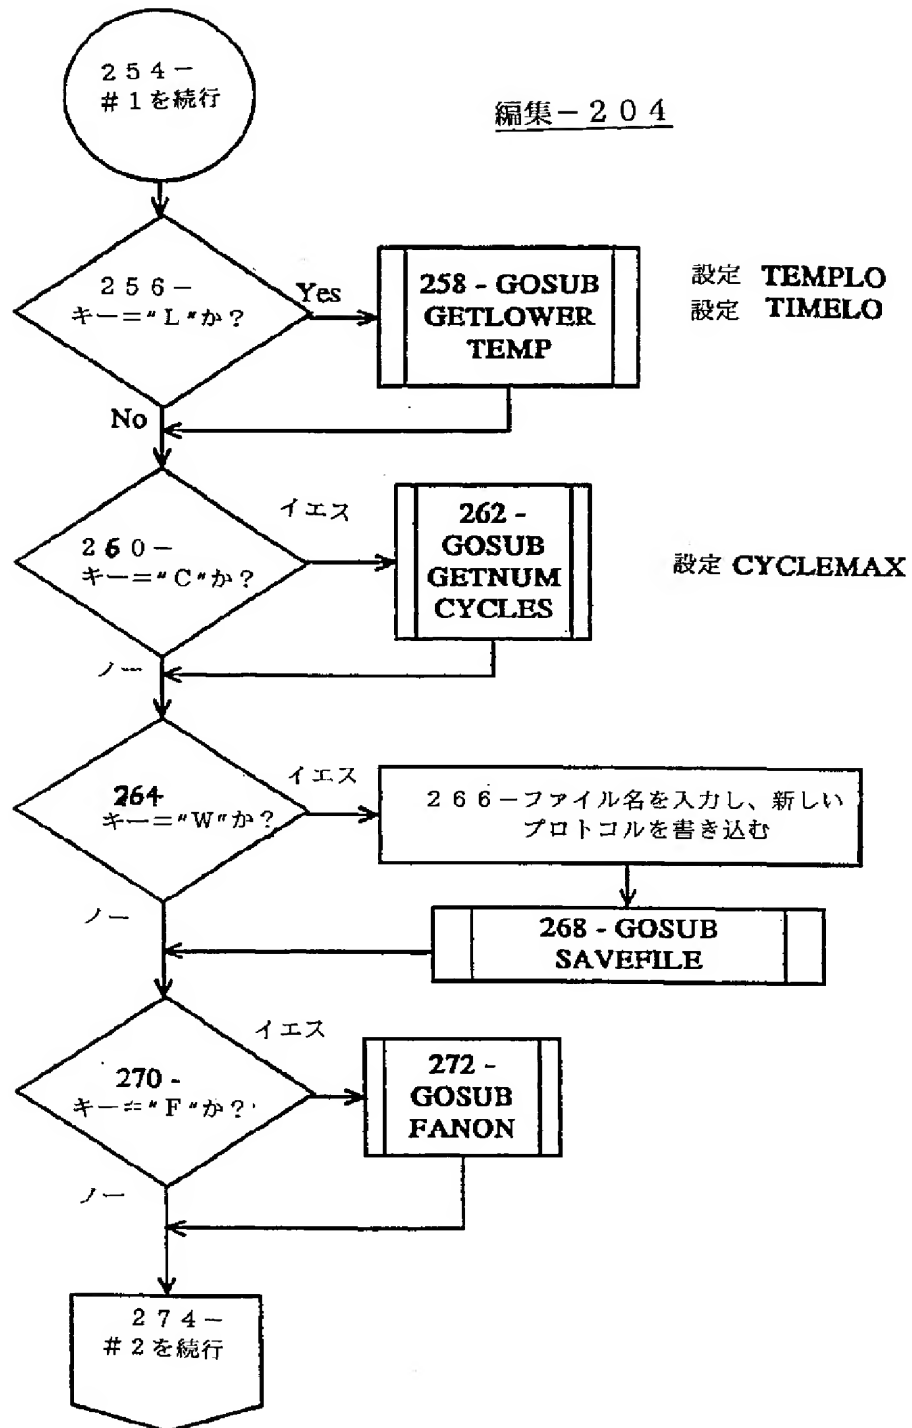 254－
#1を続行
編集－204
256－
キー＝"L"か？
Yes
No
258 - GOSUB
GETLOWER
TEMP
設定 TEMPLO
設定 TIMELO
260－
キー＝"C"か？
イエス
ノー
262 -
GOSUB
GETNUM
CYCLES
設定 CYCLEMAX
264
キー＝"W"か？
イエス
ノー
266－ファイル名を入力し、新しい
プロトコルを書き込む
268 - GOSUB
SAVEFILE
270 -
キー＝"F"か？
イエス
ノー
272 -
GOSUB
FANON
274－
#2を続行